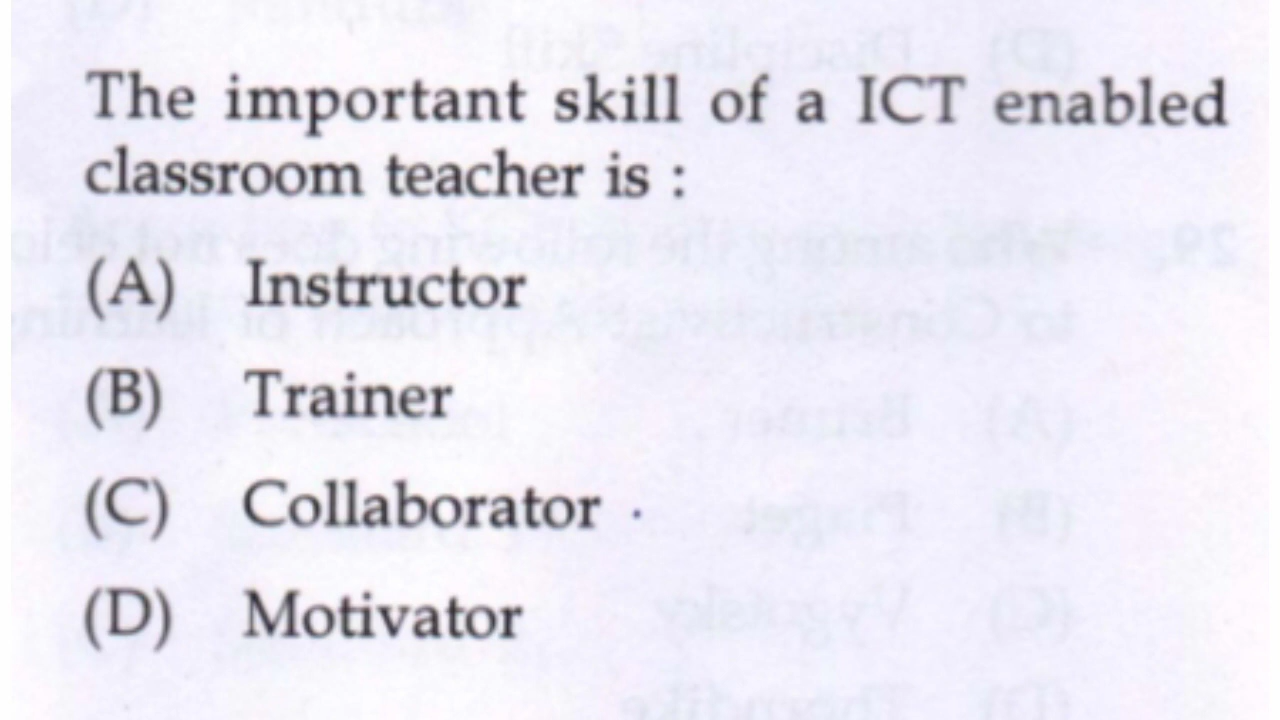 The important skill of a ICT enabled
classroom teacher is :
(A) Instructor
(B) Trainer
(C) Collaborator
(D) Motivator